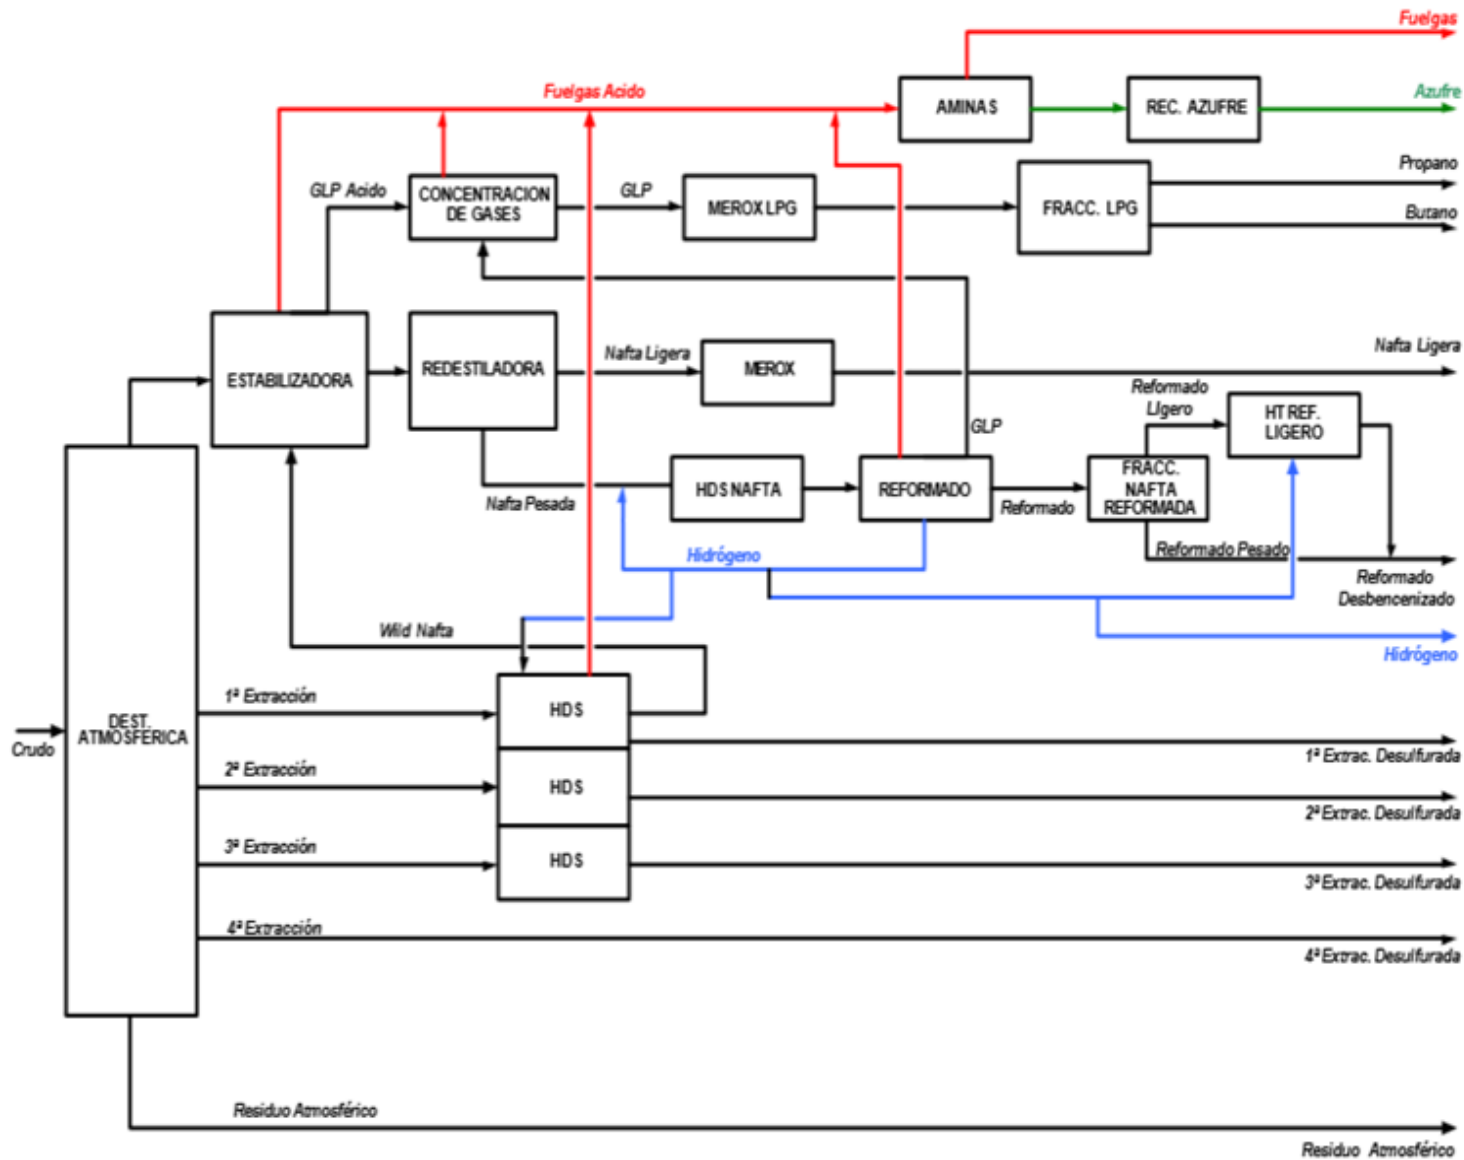 Fuelgas
Fuelgas Acido
AMINAS
REC. AZUFRE
Azufre
GLP Acido
CONCENTRACION
DE GASES
GLP
MEROX LPG
FRACC. LPG
Propano
Butano
ESTABILIZADORA
REDESTILADORA
Nafta Ligera
MEROX
Nafta Ligera
Reformado
LIgero
HT REF.
LIGERO
GLP
Nafta Pesada
HDS NAFTA
REFORMADO
Reformado
FRACC.
NAFTA
REFORMADA
Reformado Pesado
Reformado
Desbencenizado
Hidrógeno
Hidrógeno
Wild Nafta
Crudo
DEST.
ATMOSFERICA
1ª Extracción
HDS
1ª Extrac. Desulfurada
2ª Extracción
HDS
2ª Extrac. Desulfurada
3ª Extracción
HDS
3ª Extrac. Desulfurada
4ª Extracción
4ª Extrac. Desulfurada
Residuo Atmosférico
Residuo Atmosférico